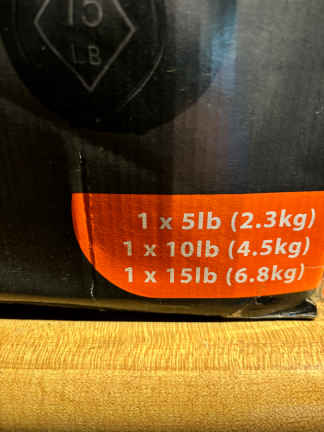 15
LB
1 x 5lb (2.3kg)
1 x 10lb (4.5kg)
1 x 15lb (6.8kg)